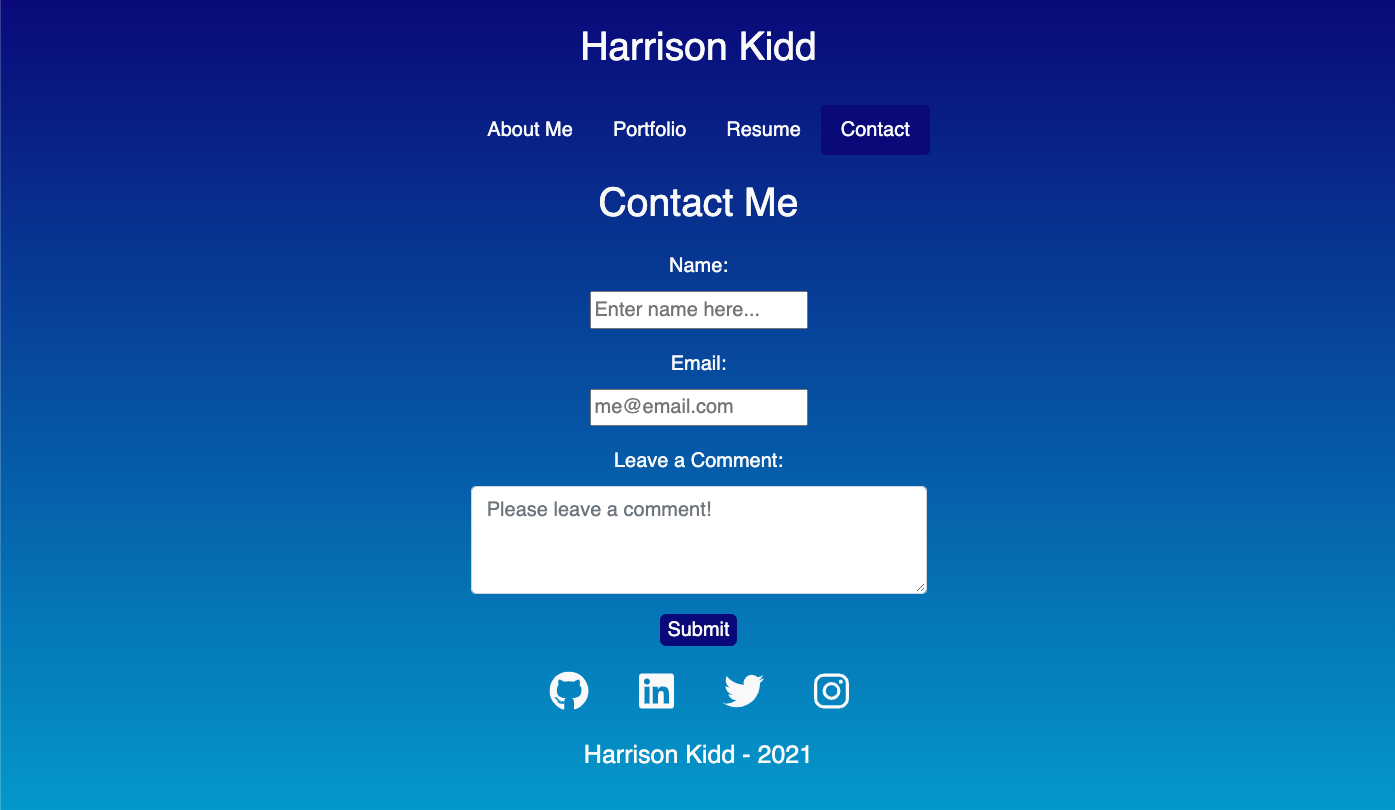 Harrison Kidd
About Me Portfolio Resume Contact
Contact Me
Name:
Enter name here...
Email:
me@email.com
Leave a Comment:
Please leave a comment!
Submit
in
Harrison Kidd - 2021